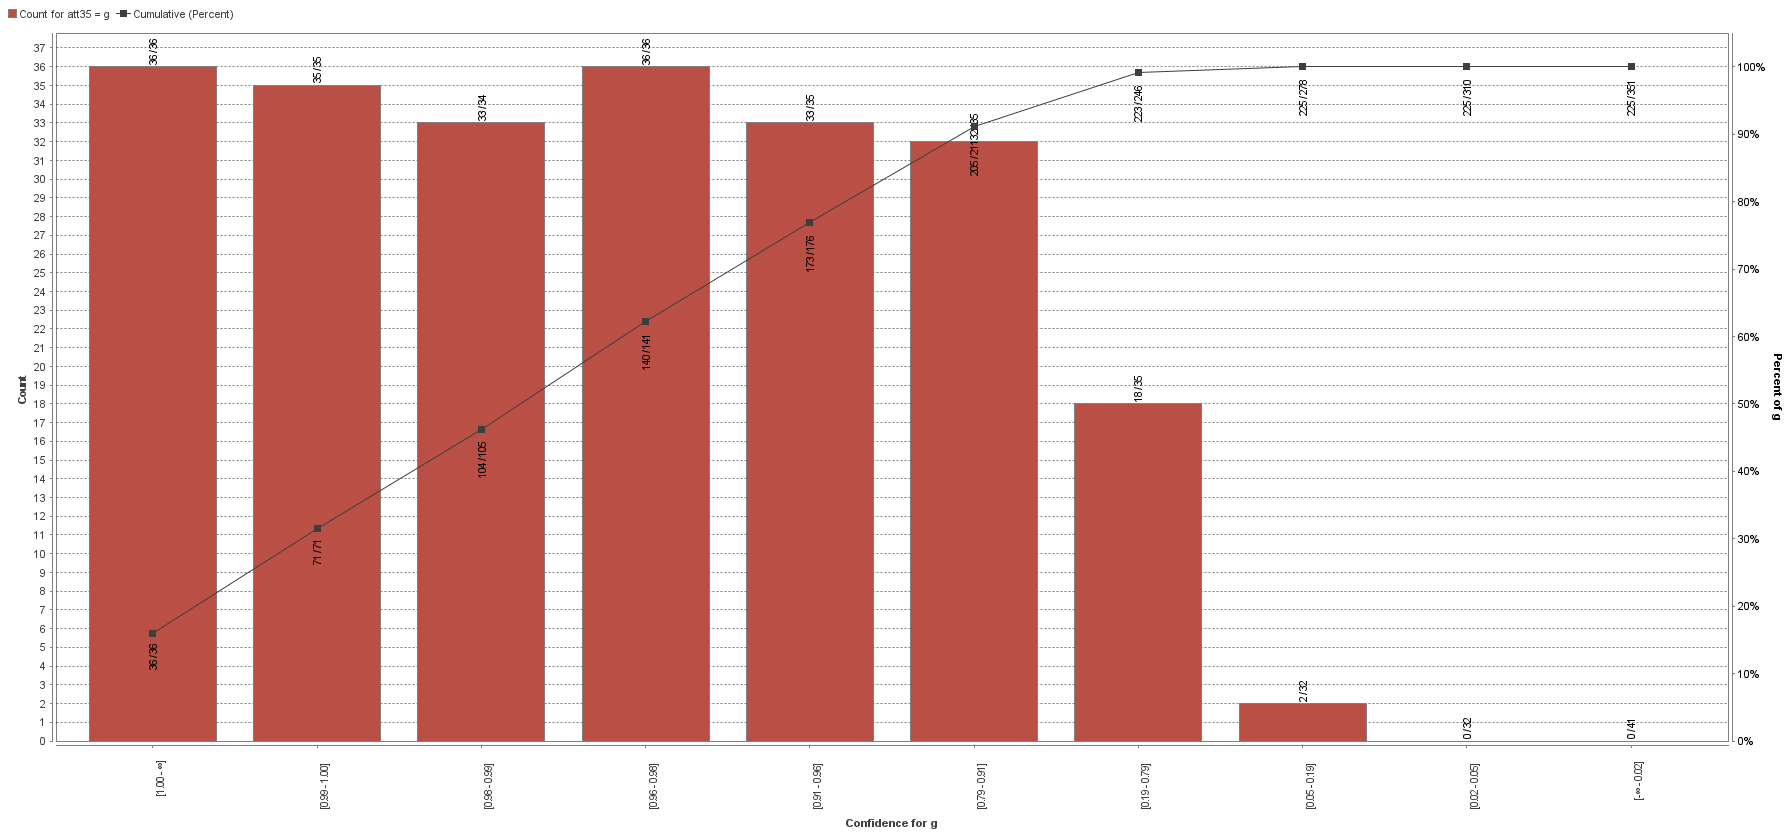 Count for att35 = g Cumulative (Percent)
37
36
35
34
33
32
31
30
29
28
27
26
25
24
23
22
21
20
19
18
17
16
15
14
13
12
11
10
9
8
7
6
5
4
3
2
1
0
Count
36 / 36
35 / 35
33 / 34
36 / 36
33 / 35
32 / 35
18 / 35
2 / 32
0 / 32
0 / 41
36 / 36
71 / 71
104 / 105
140 / 141
173 / 176
205 / 211
223 / 246
225 / 278
225 / 310
225 / 351
100%
90%
80%
70%
60%
50%
40%
30%
20%
10%
0%
Percent of g
[1.00 - ∞]
[0.99 - 1.00]
[0.98 - 0.99]
[0.96 - 0.98]
[0.91 - 0.96]
[0.79 - 0.91]
[0.19 - 0.79]
[0.05 - 0.19]
[0.02 - 0.05]
[-∞ - 0.02]
Confidence for g